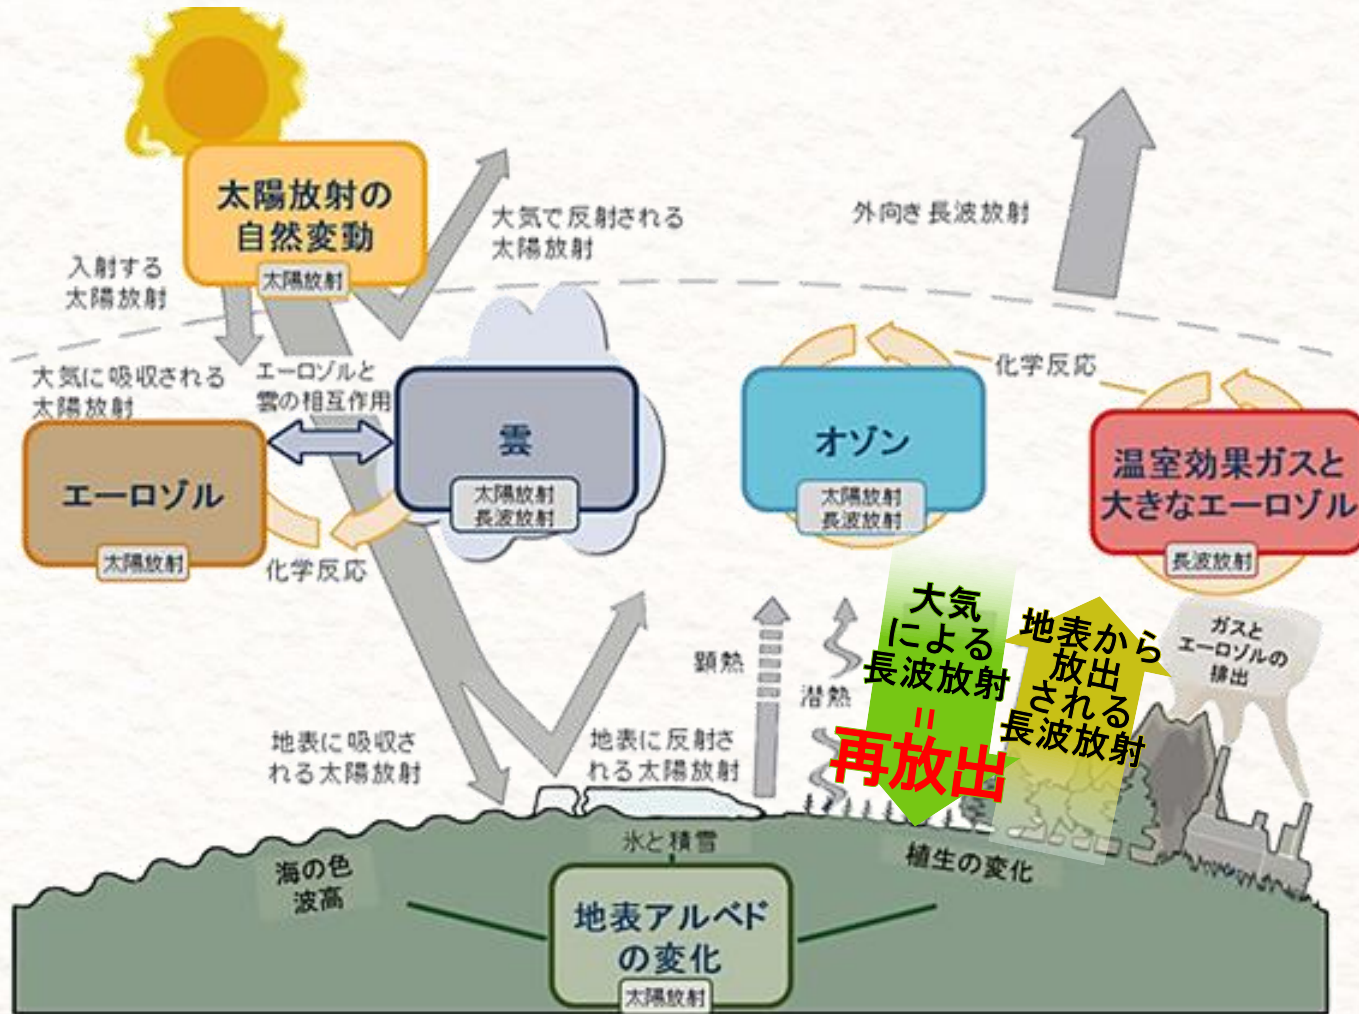 太陽放射の
自然変動
太陽放射
入射する
太陽放射
大気で反射される
太陽放射
外向き長波放射
大気に吸収される
太陽放射
エーロゾルと
雲の相互作用
エーロゾル
太陽放射
化学反応
雲
太陽放射
長波放射
オゾン
太陽放射
長波放射
化学反応
温室効果ガスと
大きなエーロゾル
長波放射
ガスと
エーロゾルの
排出
顕熱
潜熱
大気
による
長波放射
=
再放出
地表から
放出
される
長波放射
地表に吸収さ
れる太陽放射
地表に反射さ
れる太陽放射
氷と積雪
海の色
波高
植生の変化
地表アルベド
の変化
太陽放射